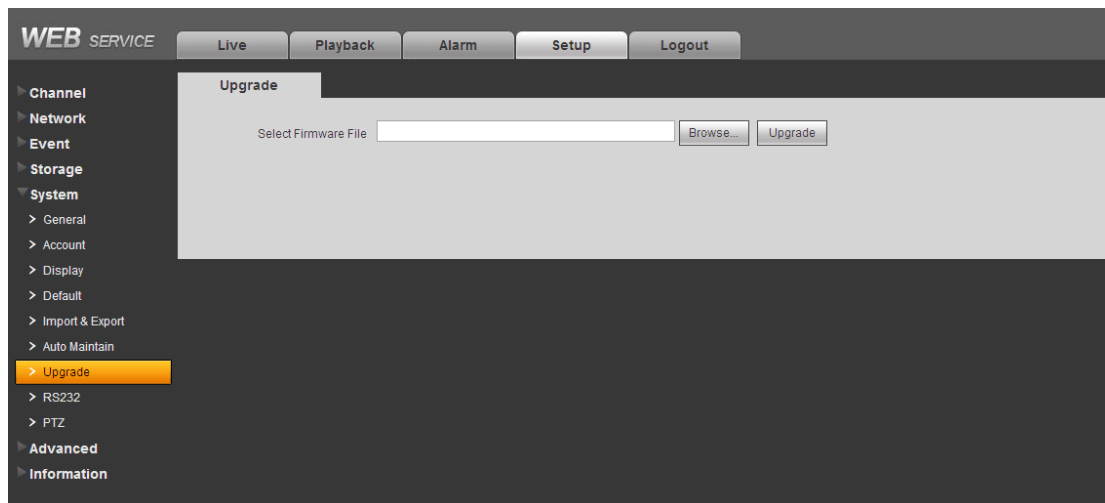 WEB SERVICE
Live Playback Alarm Setup Logout
Upgrade
Select Firmware File Browse... Upgrade
Channel
Network
Event
Storage
System
> General
> Account
> Display
> Default
> Import & Export
> Auto Maintain
> Upgrade
> RS232
> PTZ
Advanced
Information